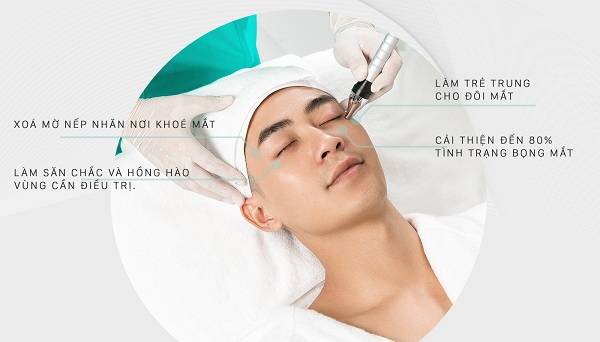 LÀM TRẺ TRUNG
CHO ĐÔI MẮT
XOÁ MỜ NẾP NHĂN NƠI KHOÉ MẮT
CẢI THIỆN ĐẾN 80%
TÌNH TRẠNG BỌNG MẮT
LÀM SĂN CHẮC VÀ HỒNG HÀO
VÙNG CẦN ĐIỀU TRỊ.